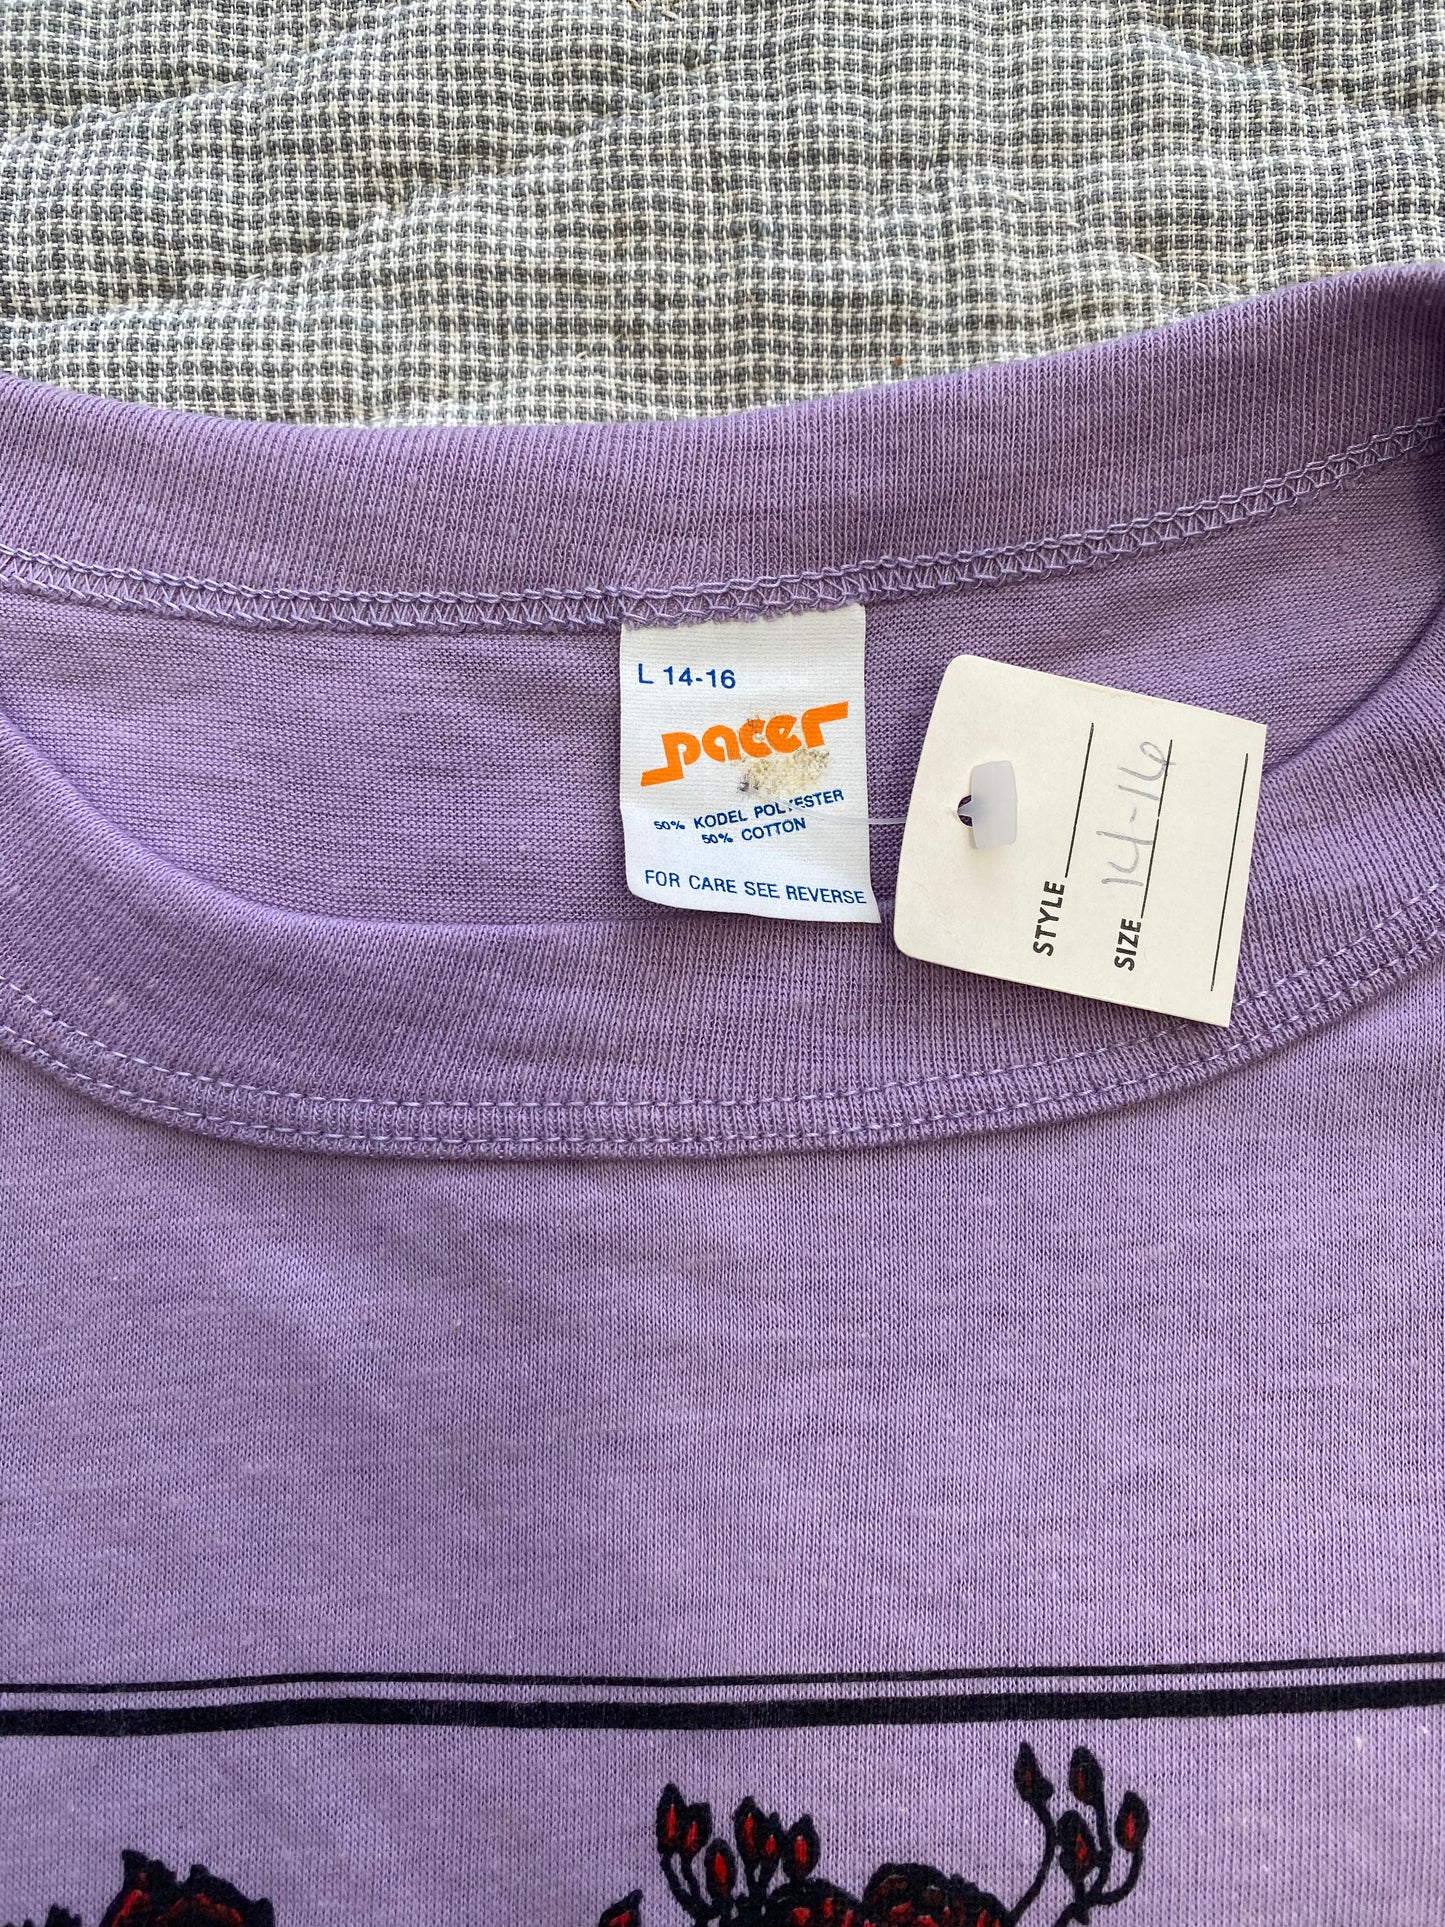 L 14-16
pacer
50% KODEL POLYESTER
50% COTTON
FOR CARE SEE REVERSE
STYLE
SIZE 14-16